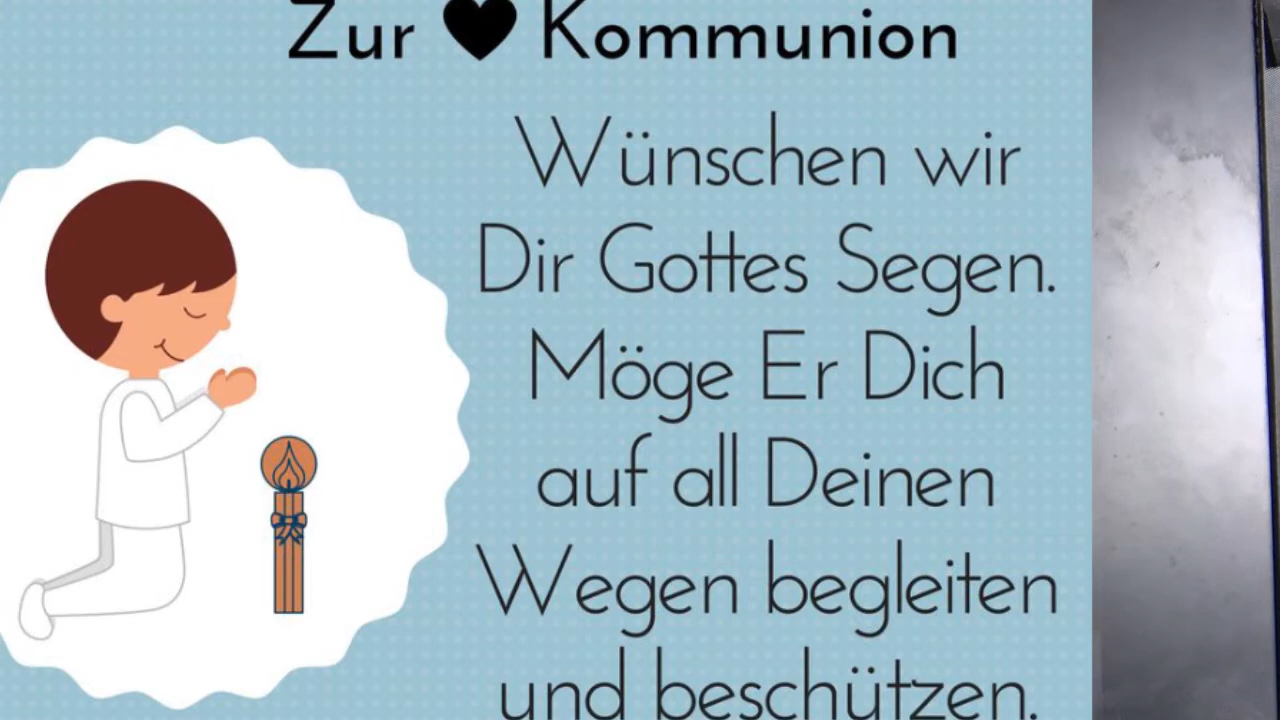 Zur ♥ Kommunion
Wünschen wir
Dir Gottes Segen.
Möge Er Dich
auf all Deinen
Wegen begleiten
und beschützen.